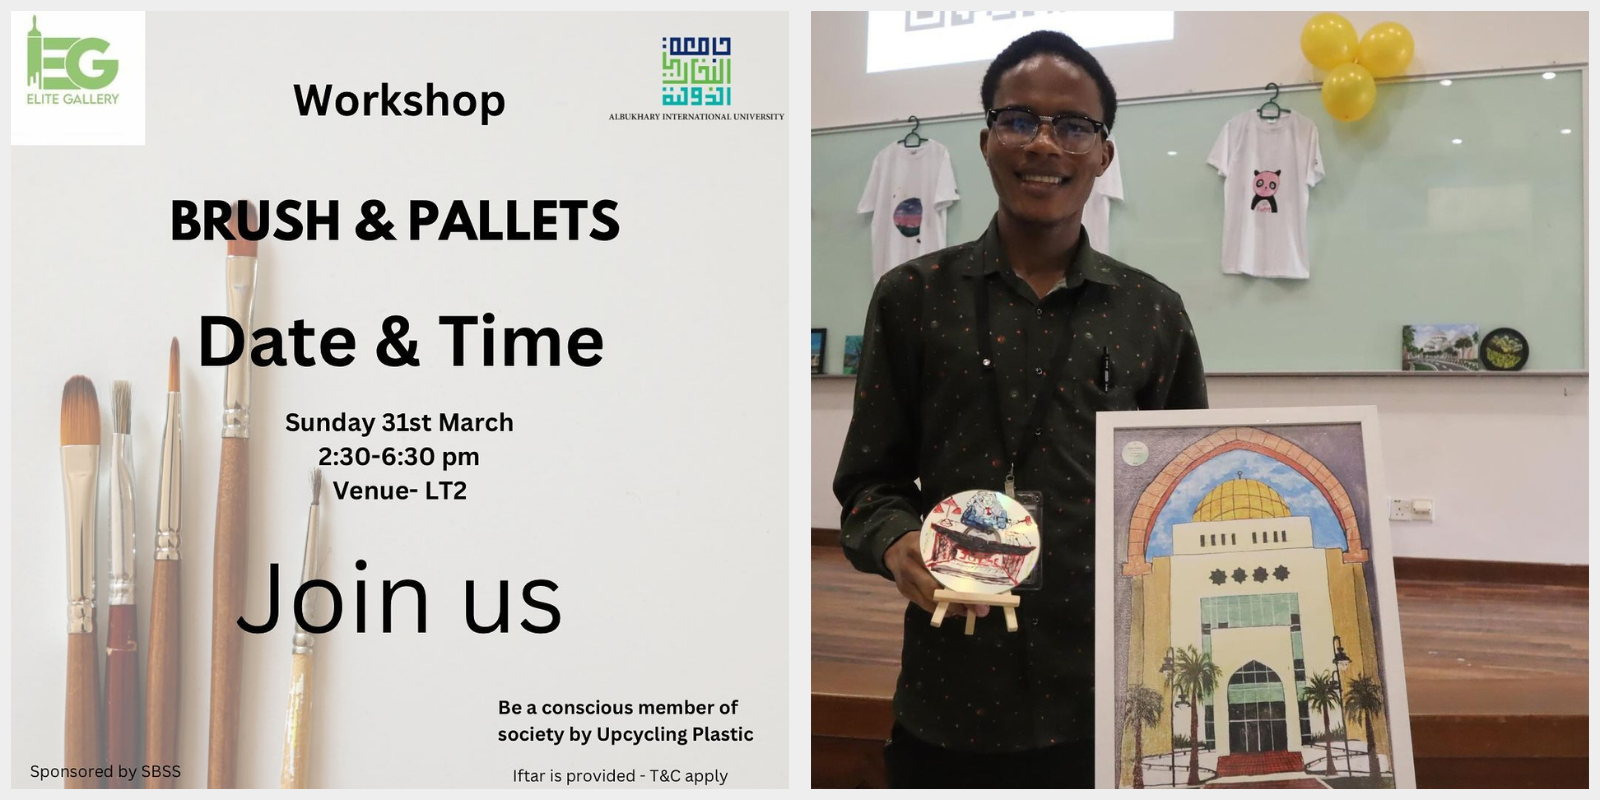 EG
ELITE GALLERY
Workshop
جامعة
البخاري
الدولية
ALBUKHARY INTERNATIONAL UNIVERSITY
BRUSH & PALLETS
Date & Time
Sunday 31st March
2:30-6:30 pm
Venue- LT2
Join us
Be a conscious member of
society by Upcycling Plastic
Sponsored by SBSS
Iftar is provided - T&C apply